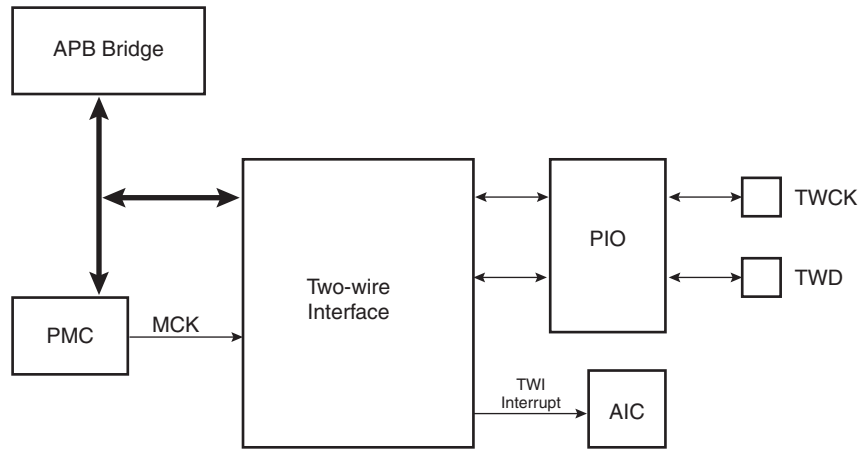 APB Bridge
TWCK
PIO
Two-wire
Interface
TWD
PMC
MCK
TWI
Interrupt
AIC